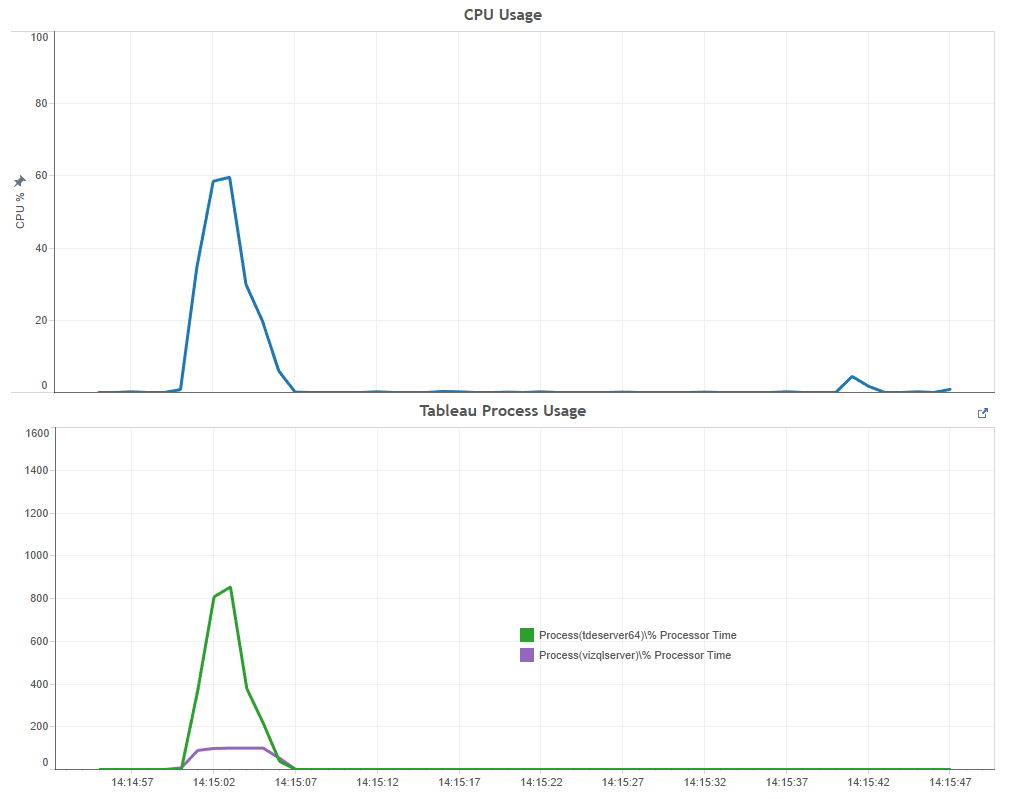 CPU Usage
100
80
60
40
20
0
CPU %
Tableau Process Usage
1600
1400
1200
1000
800
600
400
200
0
Process(tdeserver64)\% Processor Time
Process(vizqlserver)\% Processor Time
14:14:57 14:15:02 14:15:07 14:15:12 14:15:17 14:15:22 14:15:27 14:15:32 14:15:37 14:15:42 14:15:47